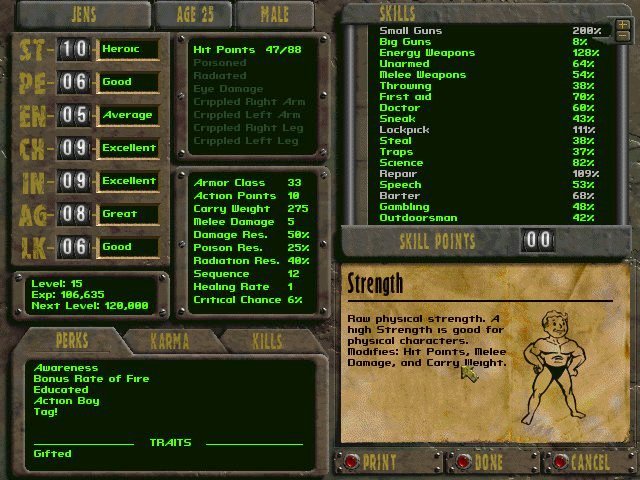 JENS AGE 25 MALE
ST 10 Heroic
PE 06 Good
EN 05 Average
CH 09 Excellent
IN 09 Excellent
AG 08 Great
LK 06 Good
Level: 15
Exp: 106,635
Next Level: 120,000
Hit Points 47/88
Poisoned
Radiated
Eye Damage
Crippled Right Arm
Crippled Left Arm
Crippled Right Leg
Crippled Left Leg
Armor Class 33
Action Points 10
Carry Weight 275
Melee Damage 5
Damage Res. 50%
Poison Res. 25%
Radiation Res. 40%
Sequence 12
Healing Rate 1
Critical Chance 6%
SKILLS
Small Guns 200%
Big Guns 8%
Energy Weapons 128%
Unarmed 64%
Melee Weapons 54%
Throwing 38%
First aid 70%
Doctor 60%
Sneak 43%
Lockpick 111%
Steal 38%
Traps 37%
Science 82%
Repair 109%
Speech 53%
Barter 68%
Gambling 48%
Outdoorsman 42%
SKILL POINTS 00
PERKS KARMA KILLS
Awareness
Bonus Rate of Fire
Educated
Action Boy
Tag!
TRAITS
Gifted
Strength
Raw physical strength. A
high Strength is good for
physical characters.
Modifies: Hit Points, Melee
Damage, and Carry Weight.
PRINT DONE CANCEL